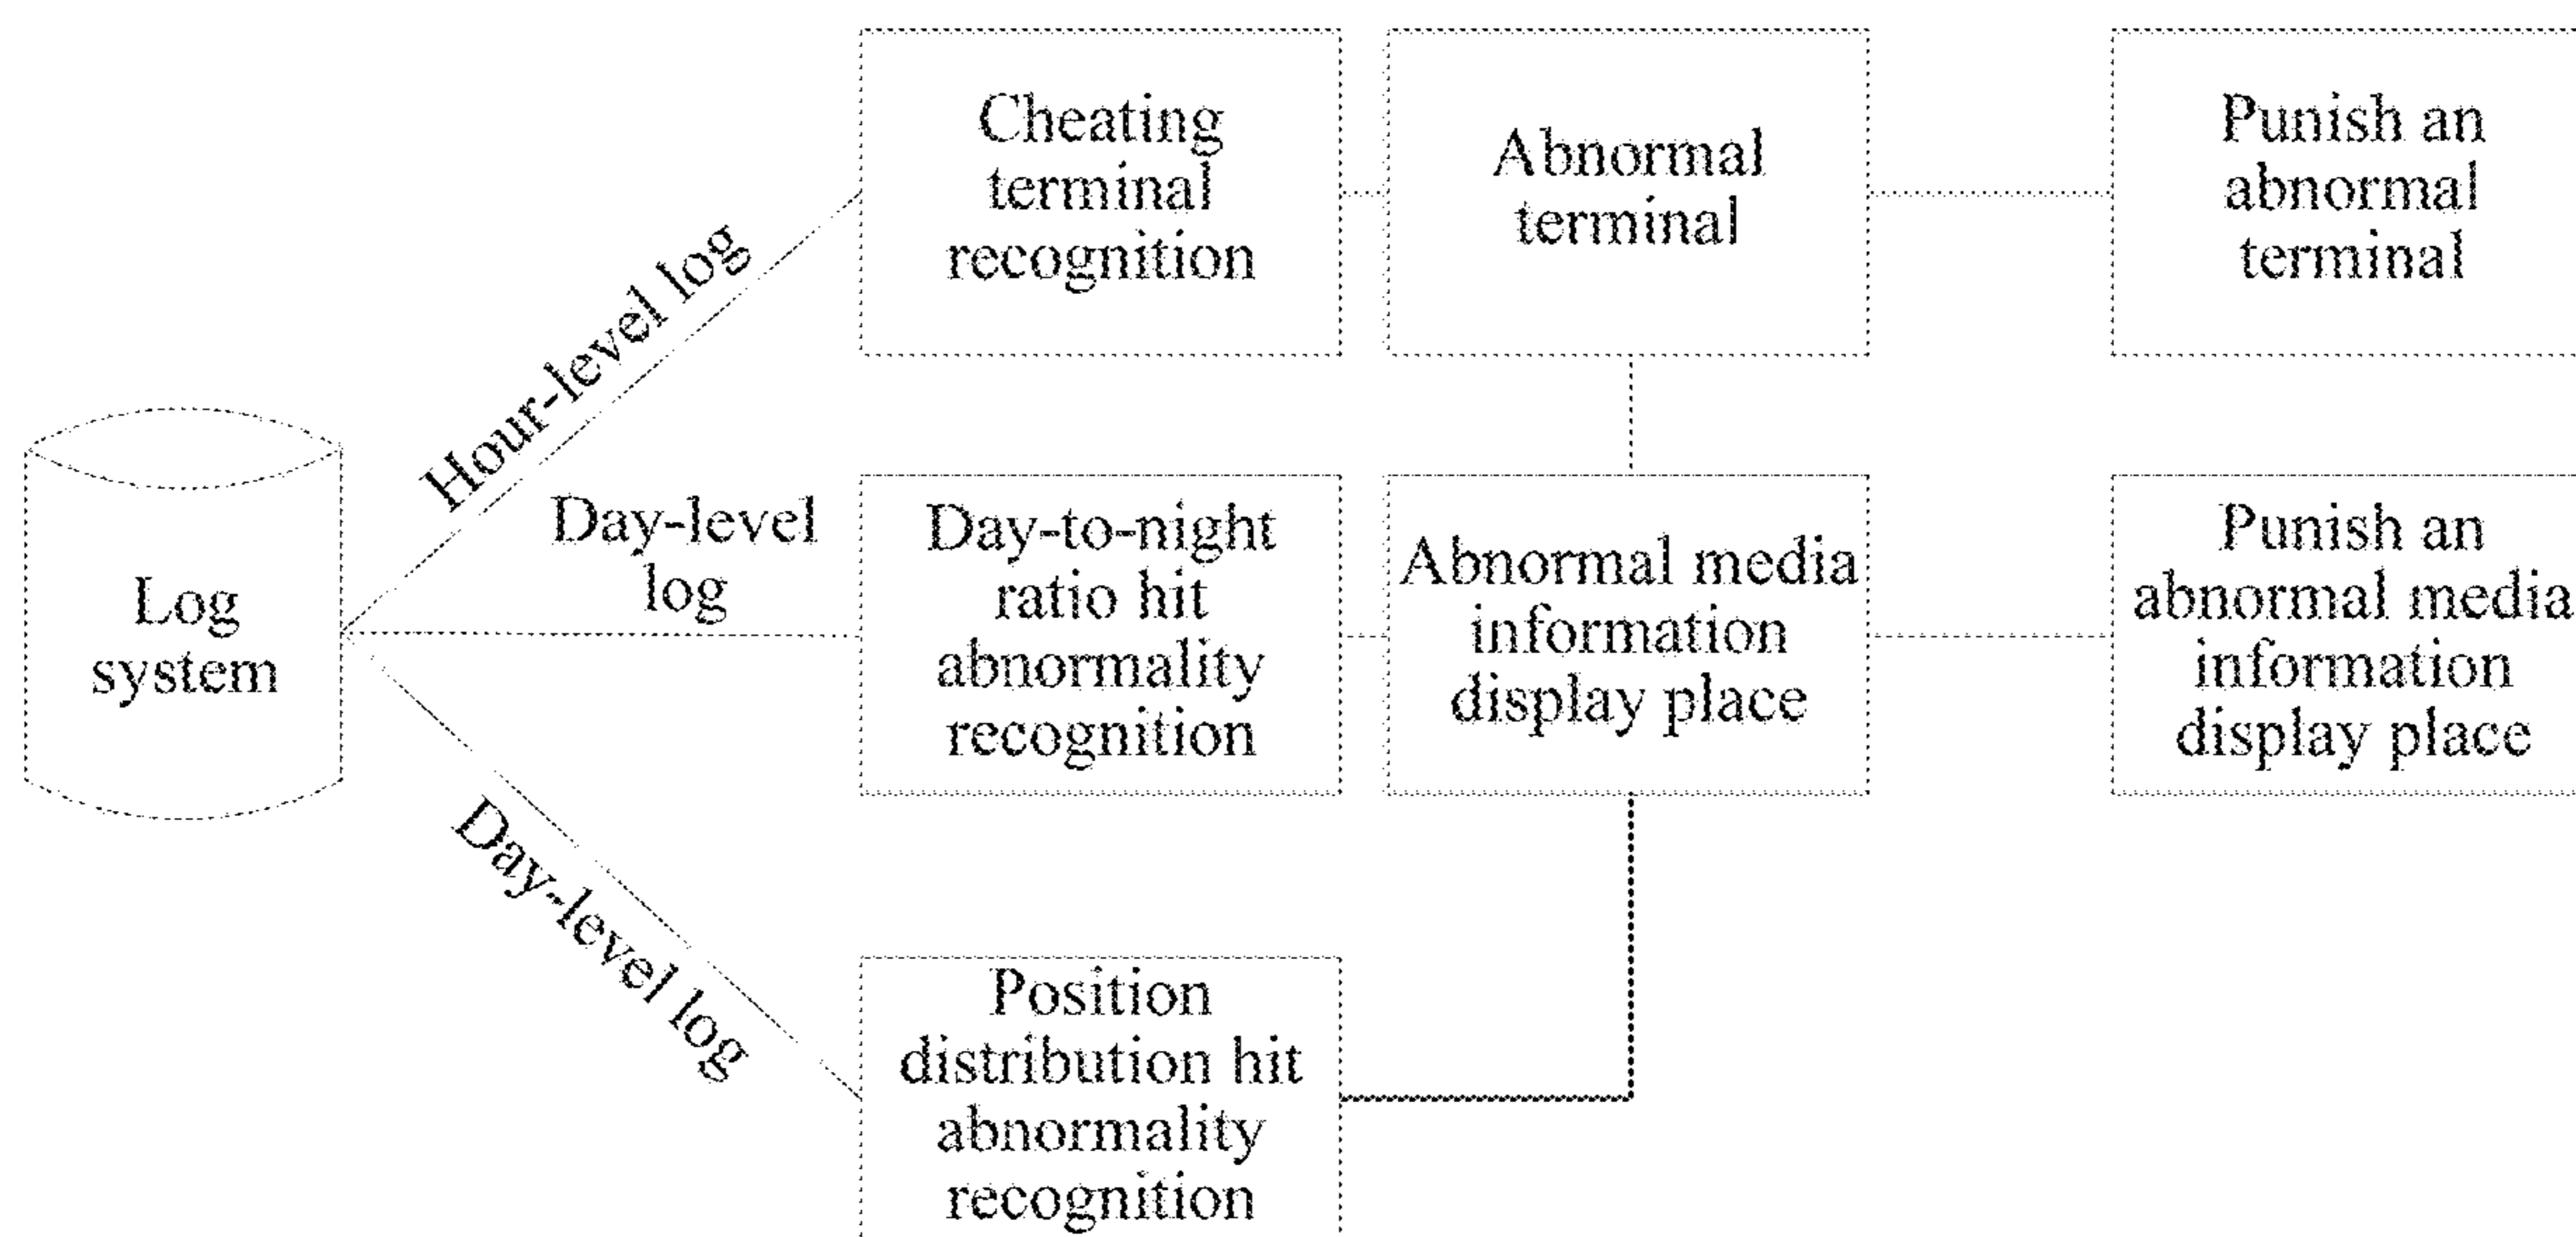 Cheating
terminal
recognition
Abnormal
terminal
Punish an
abnormal
terminal
Hour-level log
Log
system
Day-level
log
Day-to-night
ratio hit
abnormality
recognition
Abnormal media
information
display place
Punish an
abnormal media
information
display place
Day-level log
Position
distribution hit
abnormality
recognition